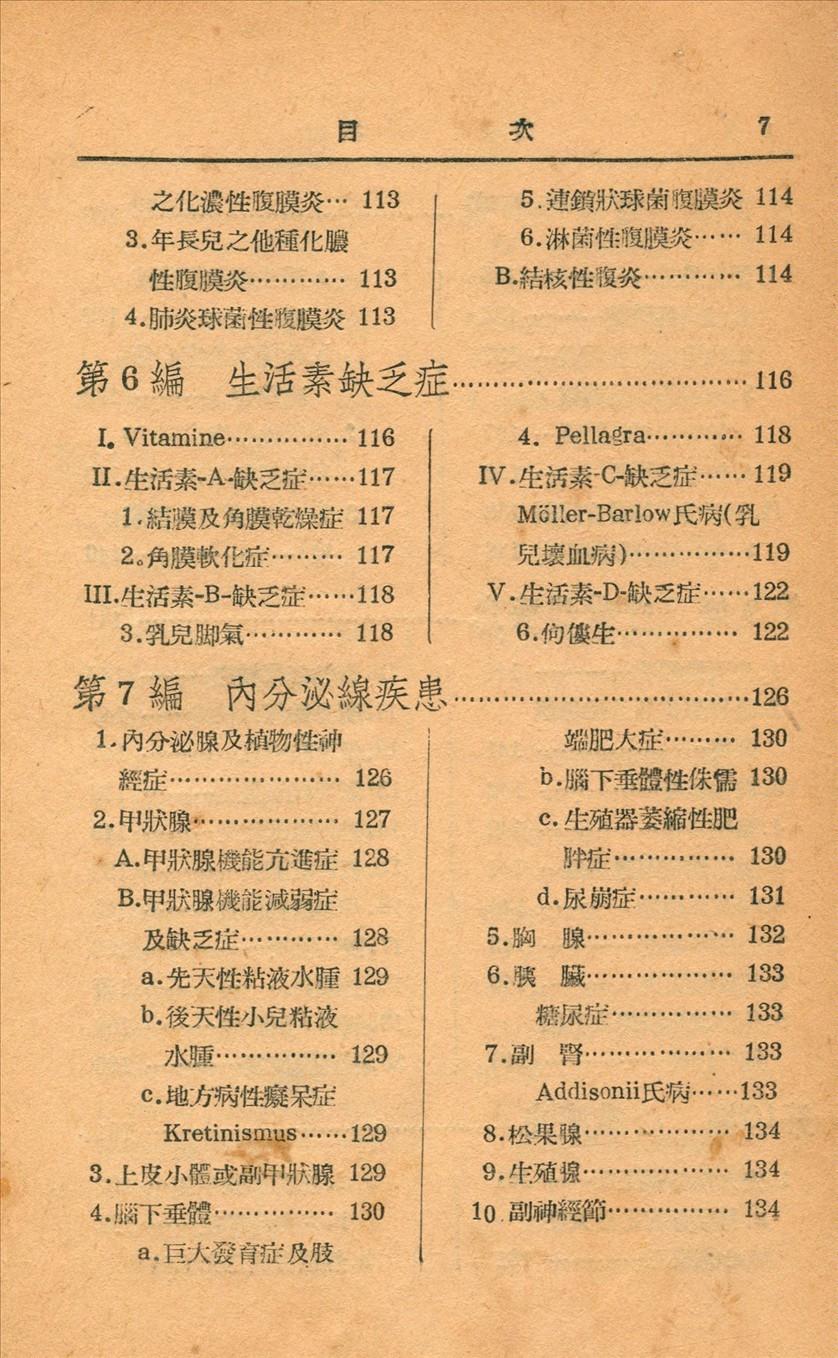 目 次 7
之化濃性腹膜炎… 113
3.年長兒之他種化膿
性腹膜炎………… 113
4.肺炎球菌性腹膜炎 113
5.連鎖狀球菌腹膜炎 114
6.淋菌性腹膜炎…… 114
B.結核性腹炎………… 114
第6編 生活素缺乏症………………………… 116
I. Vitamine…………… 116
II.生活素-A-缺乏症……117
1.結膜及角膜乾燥症 117
2。角膜軟化症……… 117
III.生活素-B-缺乏症……118
3.乳兒脚氣………… 118
4. Pellagra………… 118
IV.生活素-C-缺乏症……119
Möller-Barlow氏病(乳
兒壞血病)……………119
V.生活素-D-缺乏症……122
6.佝僂生…………… 122
第7編 內分泌線疾患…………………………126
1.內分泌腺及植物性神
經症………………… 126
2.甲狀腺……………… 127
A.甲狀腺機能亢進症 128
B.甲狀腺機能減弱症
及缺乏症………… 128
a.先天性粘液水腫 129
b.後天性小兒粘液
水腫…………… 129
c.地方病性癡呆症
Kretinismus……129
3.上皮小體或副甲狀腺 129
4.腦下垂體…………… 130
a.巨大發育症及肢
端肥大症……… 130
b.腦下垂體性侏儒 130
c.生殖器萎縮性肥
胖症………… 130
d.尿崩症………… 131
5.胸 腺…………… 132
6.胰 臟…………… 133
糖尿症………… 133
7.副 腎……………… 133
Addisonii氏病……133
8.松果腺…………… 134
9.生殖腺…………… 134
10.副神經節…………… 134